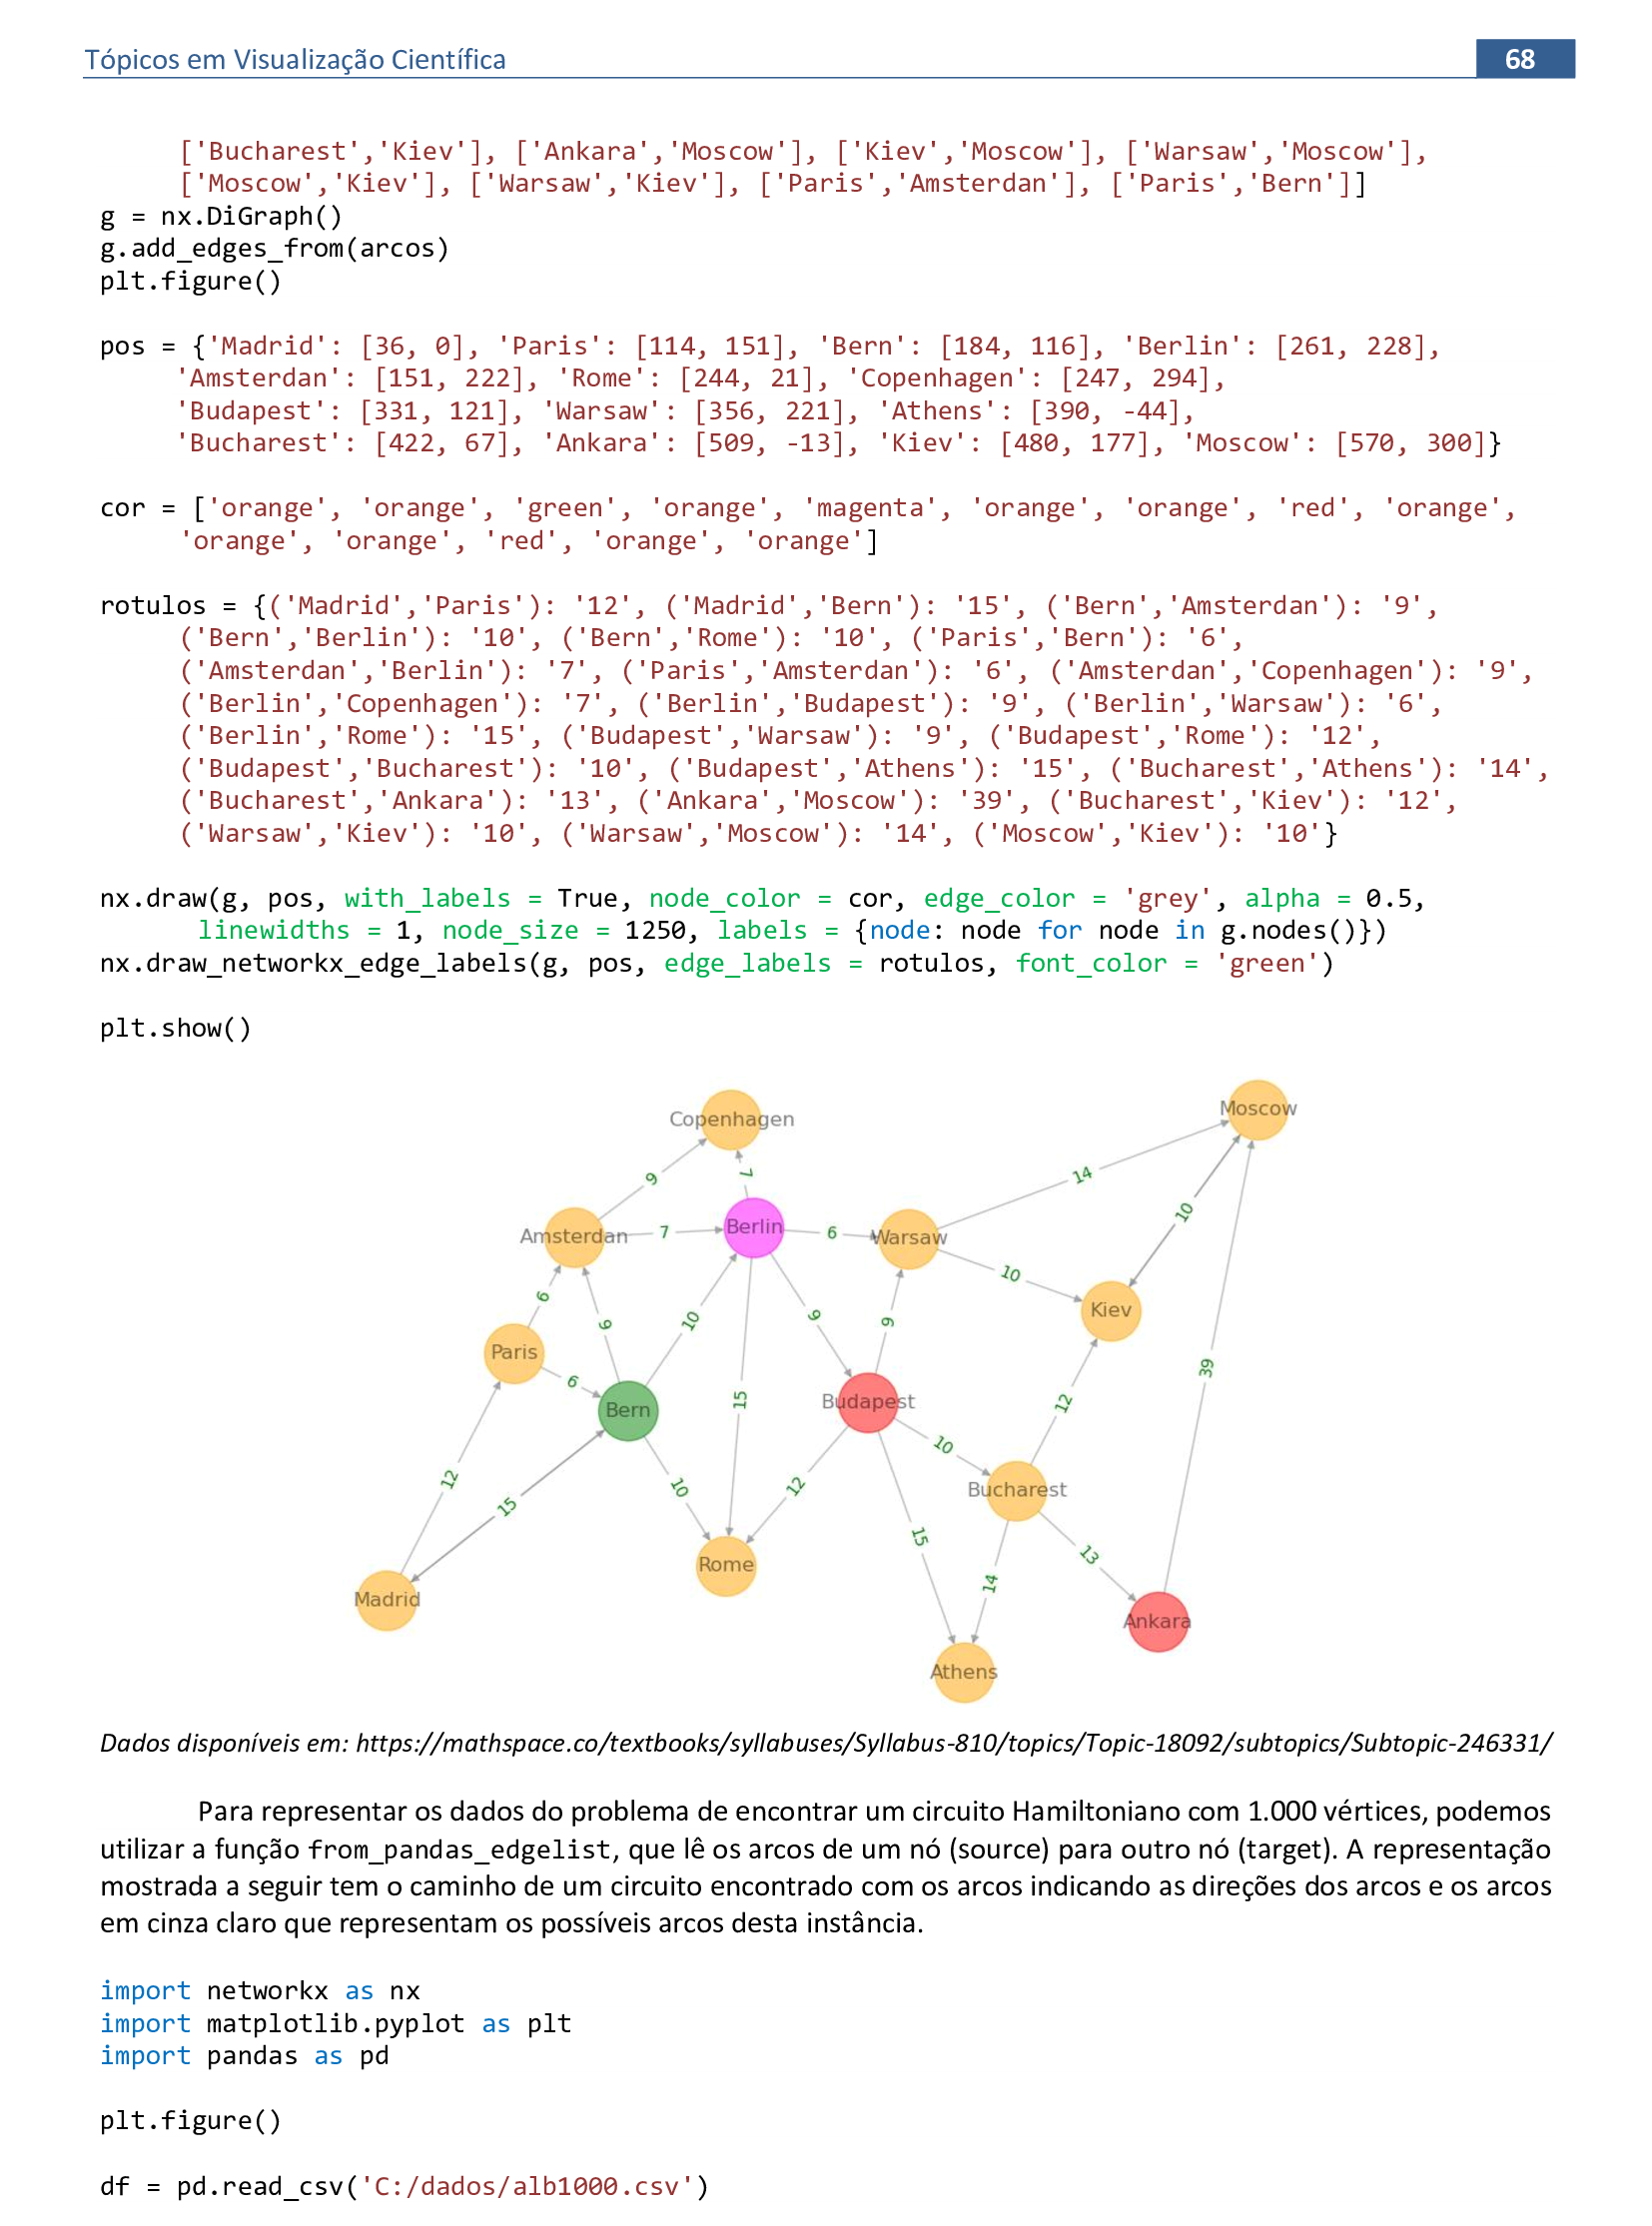 Tópicos em Visualização Científica 68
['Bucharest','Kiev'], ['Ankara','Moscow'], ['Kiev','Moscow'], ['Warsaw','Moscow'],
['Moscow','Kiev'], ['Warsaw','Kiev'], ['Paris','Amsterdan'], ['Paris','Bern']]
g = nx.DiGraph()
g.add_edges_from(arcos)
plt.figure()
pos = {'Madrid': [36, 0], 'Paris': [114, 151], 'Bern': [184, 116], 'Berlin': [261, 228],
'Amsterdan': [151, 222], 'Rome': [244, 21], 'Copenhagen': [247, 294],
'Budapest': [331, 121], 'Warsaw': [356, 221], 'Athens': [390, -44],
'Bucharest': [422, 67], 'Ankara': [509, -13], 'Kiev': [480, 177], 'Moscow': [570, 300]}
cor = ['orange', 'orange', 'green', 'orange', 'magenta', 'orange', 'orange', 'red', 'orange',
'orange', 'orange', 'red', 'orange', 'orange']
rotulos = {('Madrid','Paris'): '12', ('Madrid','Bern'): '15', ('Bern','Amsterdan'): '9',
('Bern','Berlin'): '10', ('Bern','Rome'): '10', ('Paris','Bern'): '6',
('Amsterdan','Berlin'): '7', ('Paris','Amsterdan'): '6', ('Amsterdan','Copenhagen'): '9',
('Berlin','Copenhagen'): '7', ('Berlin','Budapest'): '9', ('Berlin','Warsaw'): '6',
('Berlin','Rome'): '15', ('Budapest','Warsaw'): '9', ('Budapest','Rome'): '12',
('Budapest','Bucharest'): '10', ('Budapest','Athens'): '15', ('Bucharest','Athens'): '14',
('Bucharest','Ankara'): '13', ('Ankara','Moscow'): '39', ('Bucharest','Kiev'): '12',
('Warsaw','Kiev'): '10', ('Warsaw','Moscow'): '14', ('Moscow','Kiev'): '10'}
nx.draw(g, pos, with_labels = True, node_color = cor, edge_color = 'grey', alpha = 0.5,
linewidths = 1, node_size = 1250, labels = {node: node for node in g.nodes()})
nx.draw_networkx_edge_labels(g, pos, edge_labels = rotulos, font_color = 'green')
plt.show()
Moscow
Copenhagen
9
7
14
10
Amsterdan
7
Berlin
6
Warsaw
10
6
9
10
9
9
Kiev
Paris
6
15
39
Bern
Budapest
12
12
15
10
12
10
Bucharest
15
13
14
Rome
Madrid
Ankara
Athens
Dados disponíveis em: https://mathspace.co/textbooks/syllabuses/Syllabus-810/topics/Topic-18092/subtopics/Subtopic-246331/
Para representar os dados do problema de encontrar um circuito Hamiltoniano com 1.000 vértices, podemos
utilizar a função from_pandas_edgelist, que lê os arcos de um nó (source) para outro nó (target). A representação
mostrada a seguir tem o caminho de um circuito encontrado com os arcos indicando as direções dos arcos e os arcos
em cinza claro que representam os possíveis arcos desta instância.
import networkx as nx
import matplotlib.pyplot as plt
import pandas as pd
plt.figure()
df = pd.read_csv('C:/dados/alb1000.csv')